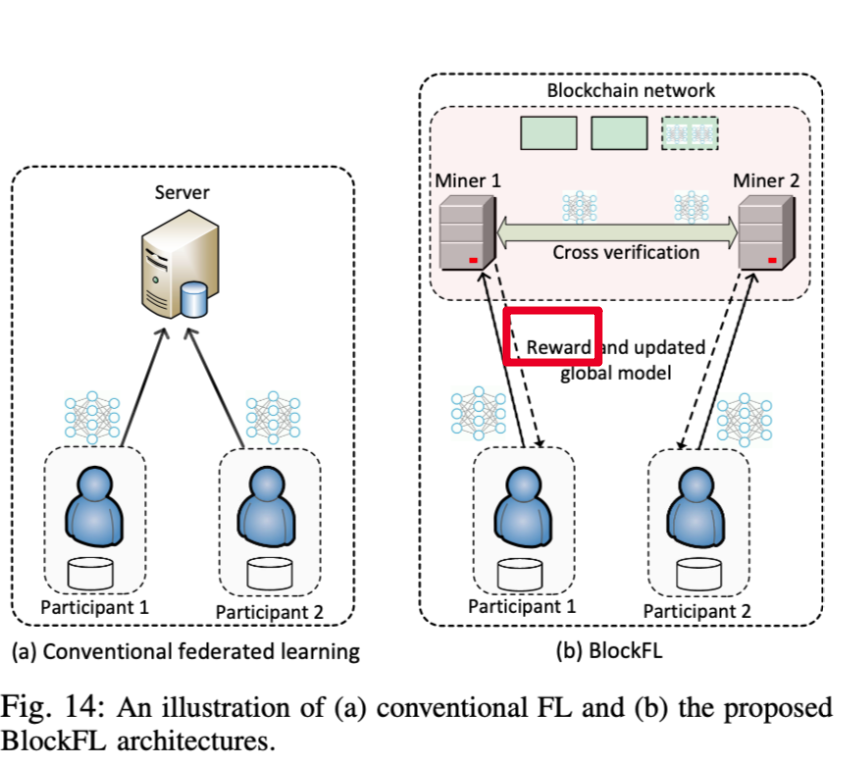 Blockchain network
Miner 1
Miner 2
Server
Cross verification
Reward and updated
global model
Participant 1
Participant 2
Participant 1
Participant 2
(a) Conventional federated learning
(b) BlockFL
Fig. 14: An illustration of (a) conventional FL and (b) the proposed
BlockFL architectures.